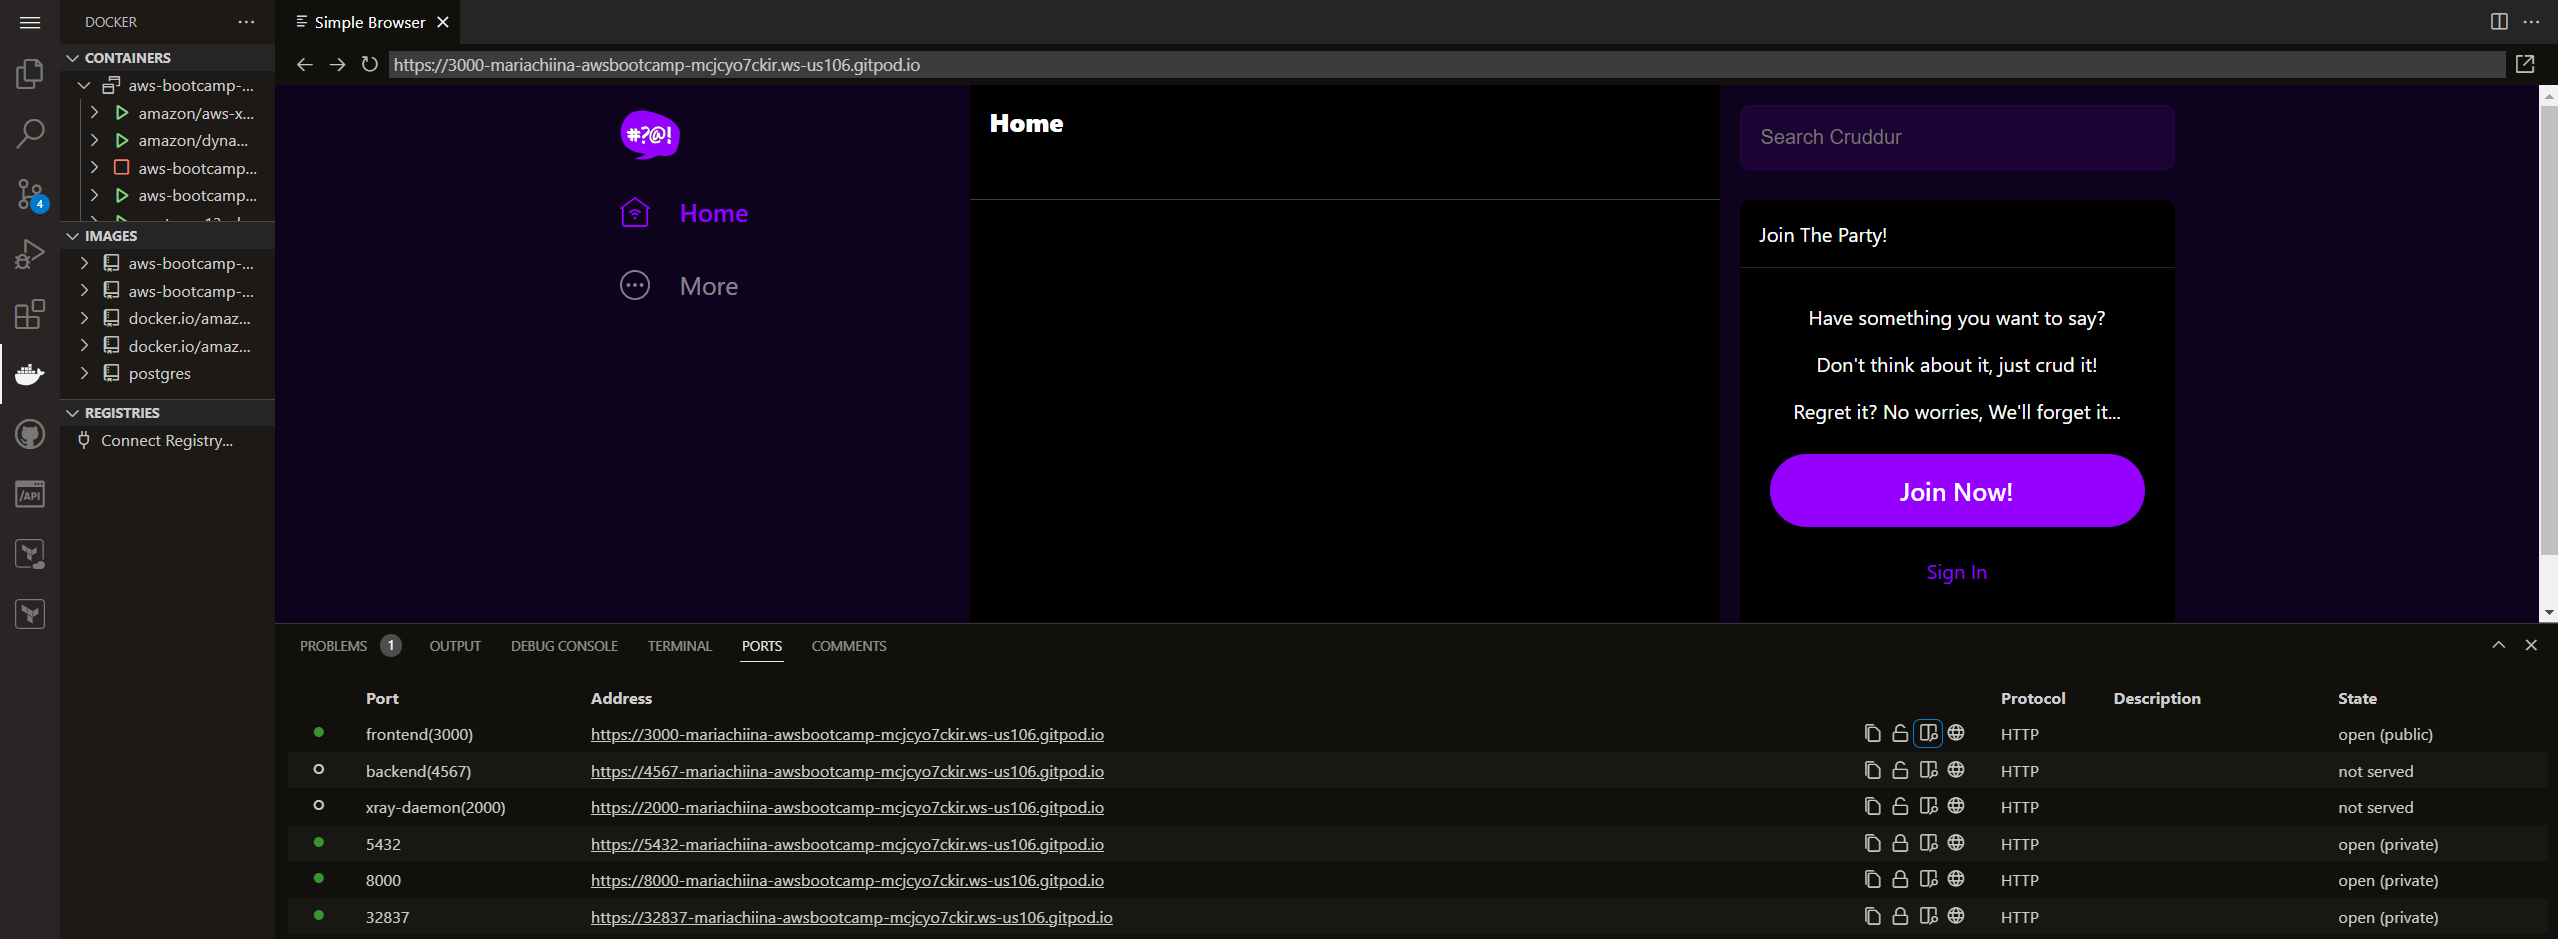 DOCKER
CONTAINERS
aws-bootcamp-...
amazon/aws-x...
amazon/dyna...
aws-bootcamp...
aws-bootcamp...
4
IMAGES
aws-bootcamp-...
aws-bootcamp-...
docker.io/amaz...
docker.io/amaz...
postgres
REGISTRIES
Connect Registry...
/API
Simple Browser
https://3000-mariachiina-awsbootcamp-mcjcyo7ckir.ws-us106.gitpod.io
#?@!
Home
More
Home
Search Cruddur
Join The Party!
Have something you want to say?
Don't think about it, just crud it!
Regret it? No worries, We'll forget it...
Join Now!
Sign In
PROBLEMS 1 OUTPUT DEBUG CONSOLE TERMINAL PORTS COMMENTS
Port Address Protocol Description State
frontend(3000) https://3000-mariachiina-awsbootcamp-mcjcyo7ckir.ws-us106.gitpod.io HTTP open (public)
backend(4567) https://4567-mariachiina-awsbootcamp-mcjcyo7ckir.ws-us106.gitpod.io HTTP not served
xray-daemon(2000) https://2000-mariachiina-awsbootcamp-mcjcyo7ckir.ws-us106.gitpod.io HTTP not served
5432 https://5432-mariachiina-awsbootcamp-mcjcyo7ckir.ws-us106.gitpod.io HTTP open (private)
8000 https://8000-mariachiina-awsbootcamp-mcjcyo7ckir.ws-us106.gitpod.io HTTP open (private)
32837 https://32837-mariachiina-awsbootcamp-mcjcyo7ckir.ws-us106.gitpod.io HTTP open (private)